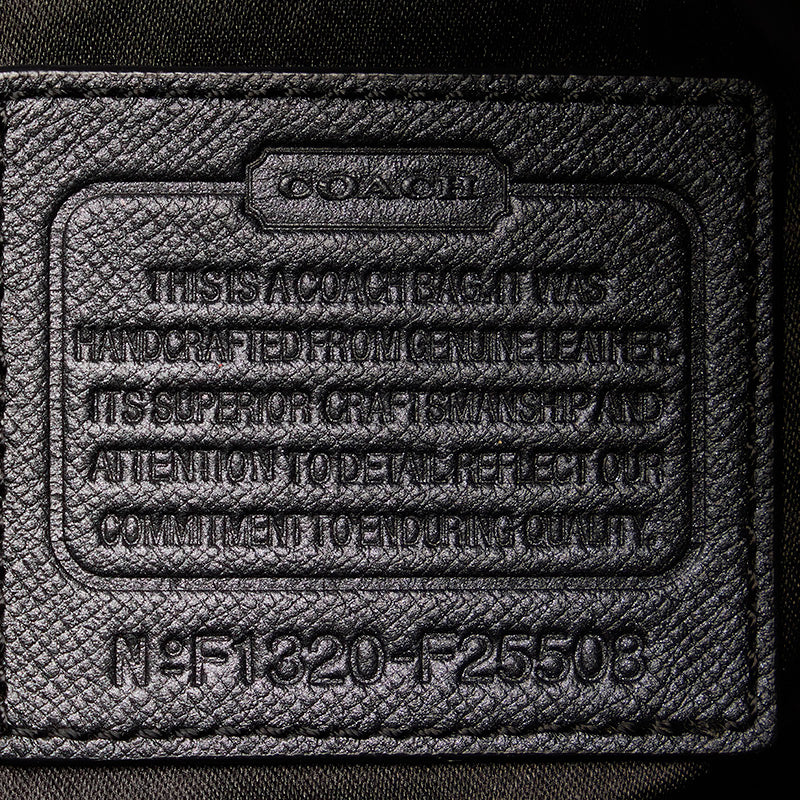 COACH
THIS IS A COACH BAG. IT WAS
HANDCRAFTED FROM GENUINE LEATHER.
ITS SUPERIOR CRAFTSMANSHIP AND
ATTENTION TO DETAIL REFLECT OUR
COMMITMENT TO ENDURING QUALITY.
Nº F1320-F25508